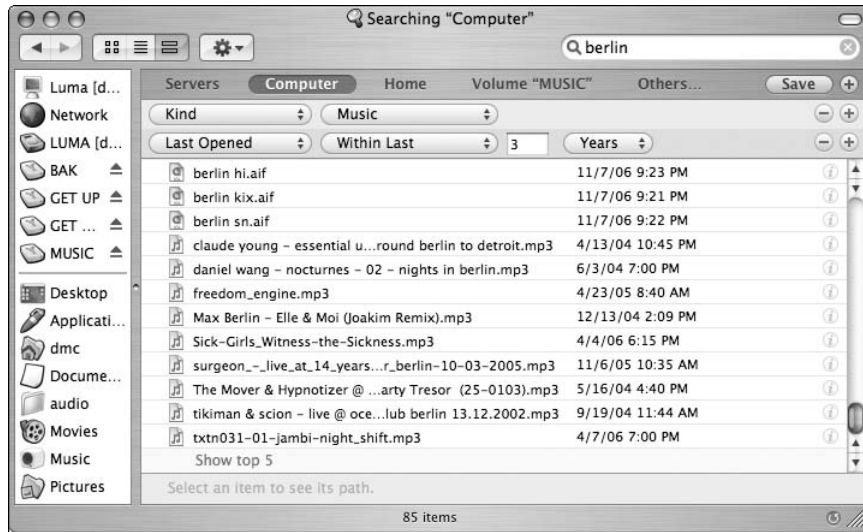 Searching “Computer”
berlin
Luma [d...
Network
LUMA [d...
BAK
GET UP
GET ...
MUSIC
Desktop
Applicati...
dmc
Docume...
audio
Movies
Music
Pictures
Servers Computer Home Volume “MUSIC” Others... Save
Kind Music
Last Opened Within Last 3 Years
berlin hi.aif 11/7/06 9:23 PM
berlin kix.aif 11/7/06 9:21 PM
berlin sn.aif 11/7/06 9:22 PM
claude young – essential u...round berlin to detroit.mp3 4/13/04 10:45 PM
daniel wang – nocturnes – 02 – nights in berlin.mp3 6/3/04 7:00 PM
freedom_engine.mp3 4/23/05 8:40 AM
Max Berlin – Elle & Moi (Joakim Remix).mp3 12/13/04 2:09 PM
Sick-Girls_Witness-the-Sickness.mp3 4/4/06 6:15 PM
surgeon_-_live_at_14_years...r_berlin-10-03-2005.mp3 11/6/05 10:35 AM
The Mover & Hypnotizer @ ...arty Tresor (25-0103).mp3 5/16/04 4:40 PM
tikiman & scion – live @ oce...lub berlin 13.12.2002.mp3 9/19/04 11:44 AM
txtn031-01-jambi-night_shift.mp3 4/7/06 7:00 PM
Show top 5
Select an item to see its path.
85 items